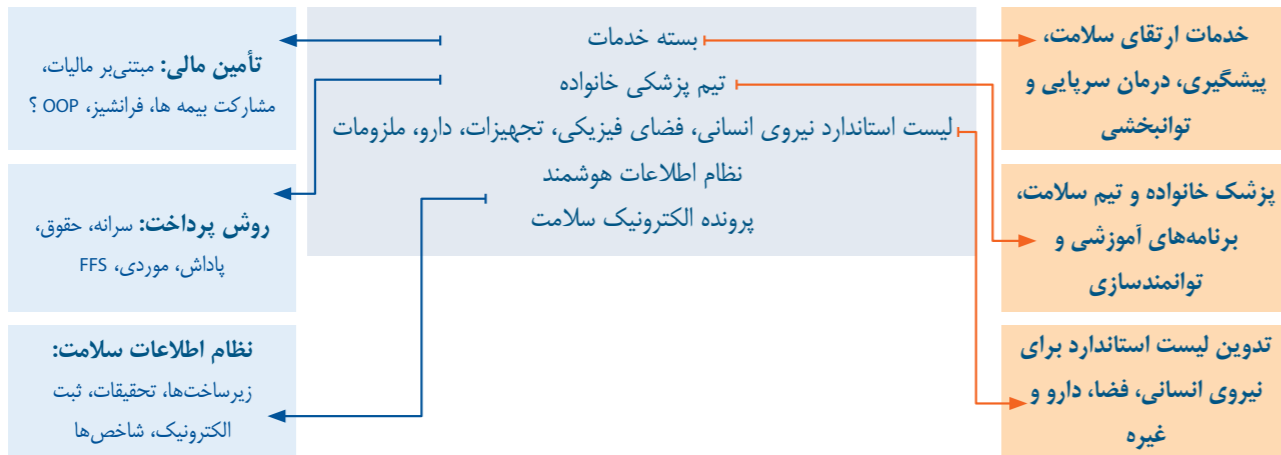 خدمات ارتقای سلامت،
پیشگیری، درمان سرپایی و
توانبخشی
پزشک خانواده و تیم سلامت،
برنامه‌های آموزشی و
توانمندسازی
تدوین لیست استاندارد برای
نیروی انسانی، فضا، دارو و
غیره
بسته خدمات
تیم پزشکی خانواده
لیست استاندارد نیروی انسانی، فضای فیزیکی، تجهیزات، دارو، ملزومات
نظام اطلاعات هوشمند
پرونده الکترونیک سلامت
تأمین مالی: مبتنی‌بر مالیات،
مشارکت بیمه ها، فرانشیز، OOP ؟
روش پرداخت: سرانه، حقوق،
پاداش، موردی، FFS
نظام اطلاعات سلامت:
زیرساخت‌ها، تحقیقات، ثبت
الکترونیک، شاخص‌ها